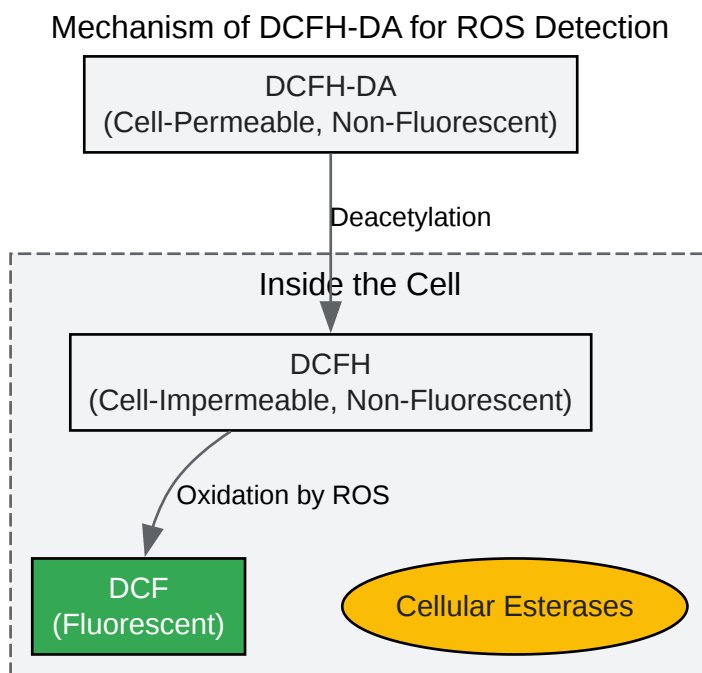 Mechanism of DCFH-DA for ROS Detection
DCFH-DA
(Cell-Permeable, Non-Fluorescent)
Deacetylation
Inside the Cell
DCFH
(Cell-Impermeable, Non-Fluorescent)
Oxidation by ROS
DCF
(Fluorescent)
Cellular Esterases